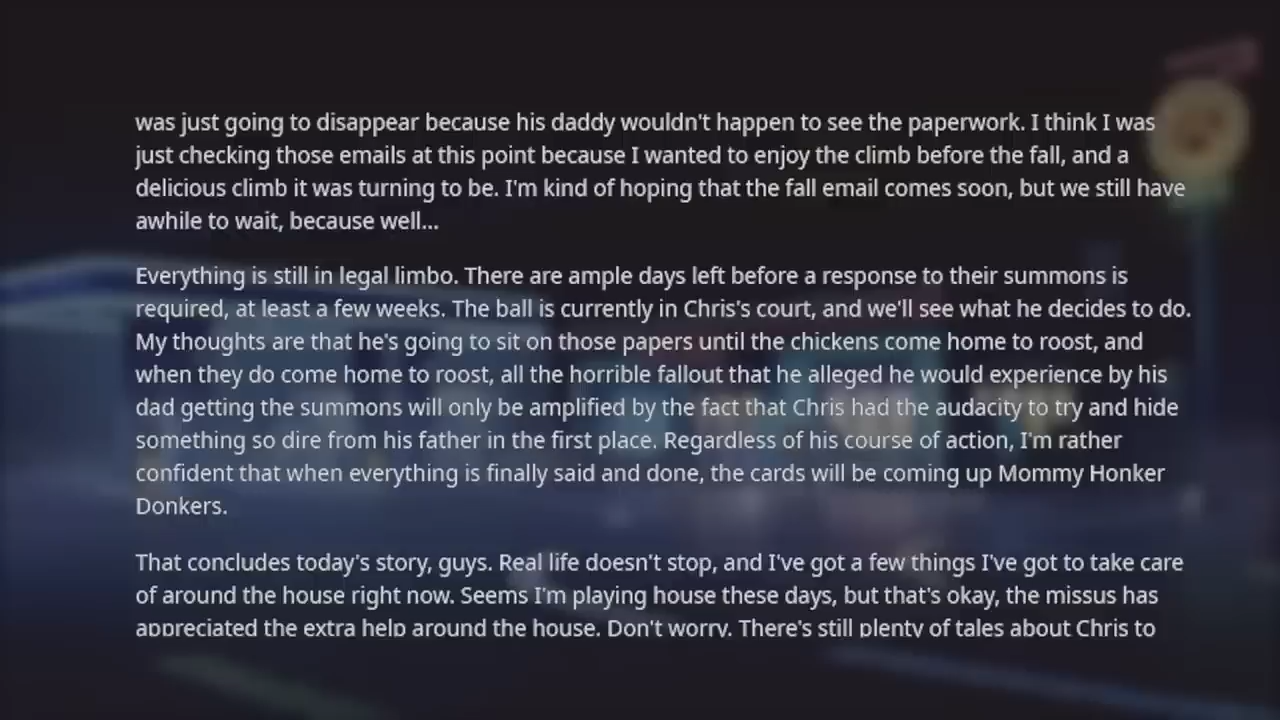 was just going to disappear because his daddy wouldn't happen to see the paperwork. I think I was
just checking those emails at this point because I wanted to enjoy the climb before the fall, and a
delicious climb it was turning to be. I'm kind of hoping that the fall email comes soon, but we still have
awhile to wait, because well...
Everything is still in legal limbo. There are ample days left before a response to their summons is
required, at least a few weeks. The ball is currently in Chris's court, and we'll see what he decides to do.
My thoughts are that he's going to sit on those papers until the chickens come home to roost, and
when they do come home to roost, all the horrible fallout that he alleged he would experience by his
dad getting the summons will only be amplified by the fact that Chris had the audacity to try and hide
something so dire from his father in the first place. Regardless of his course of action, I'm rather
confident that when everything is finally said and done, the cards will be coming up Mommy Honker
Donkers.
That concludes today's story, guys. Real life doesn't stop, and I've got a few things I've got to take care
of around the house right now. Seems I'm playing house these days, but that's okay, the missus has
appreciated the extra help around the house. Don't worry. There's still plenty of tales about Chris to